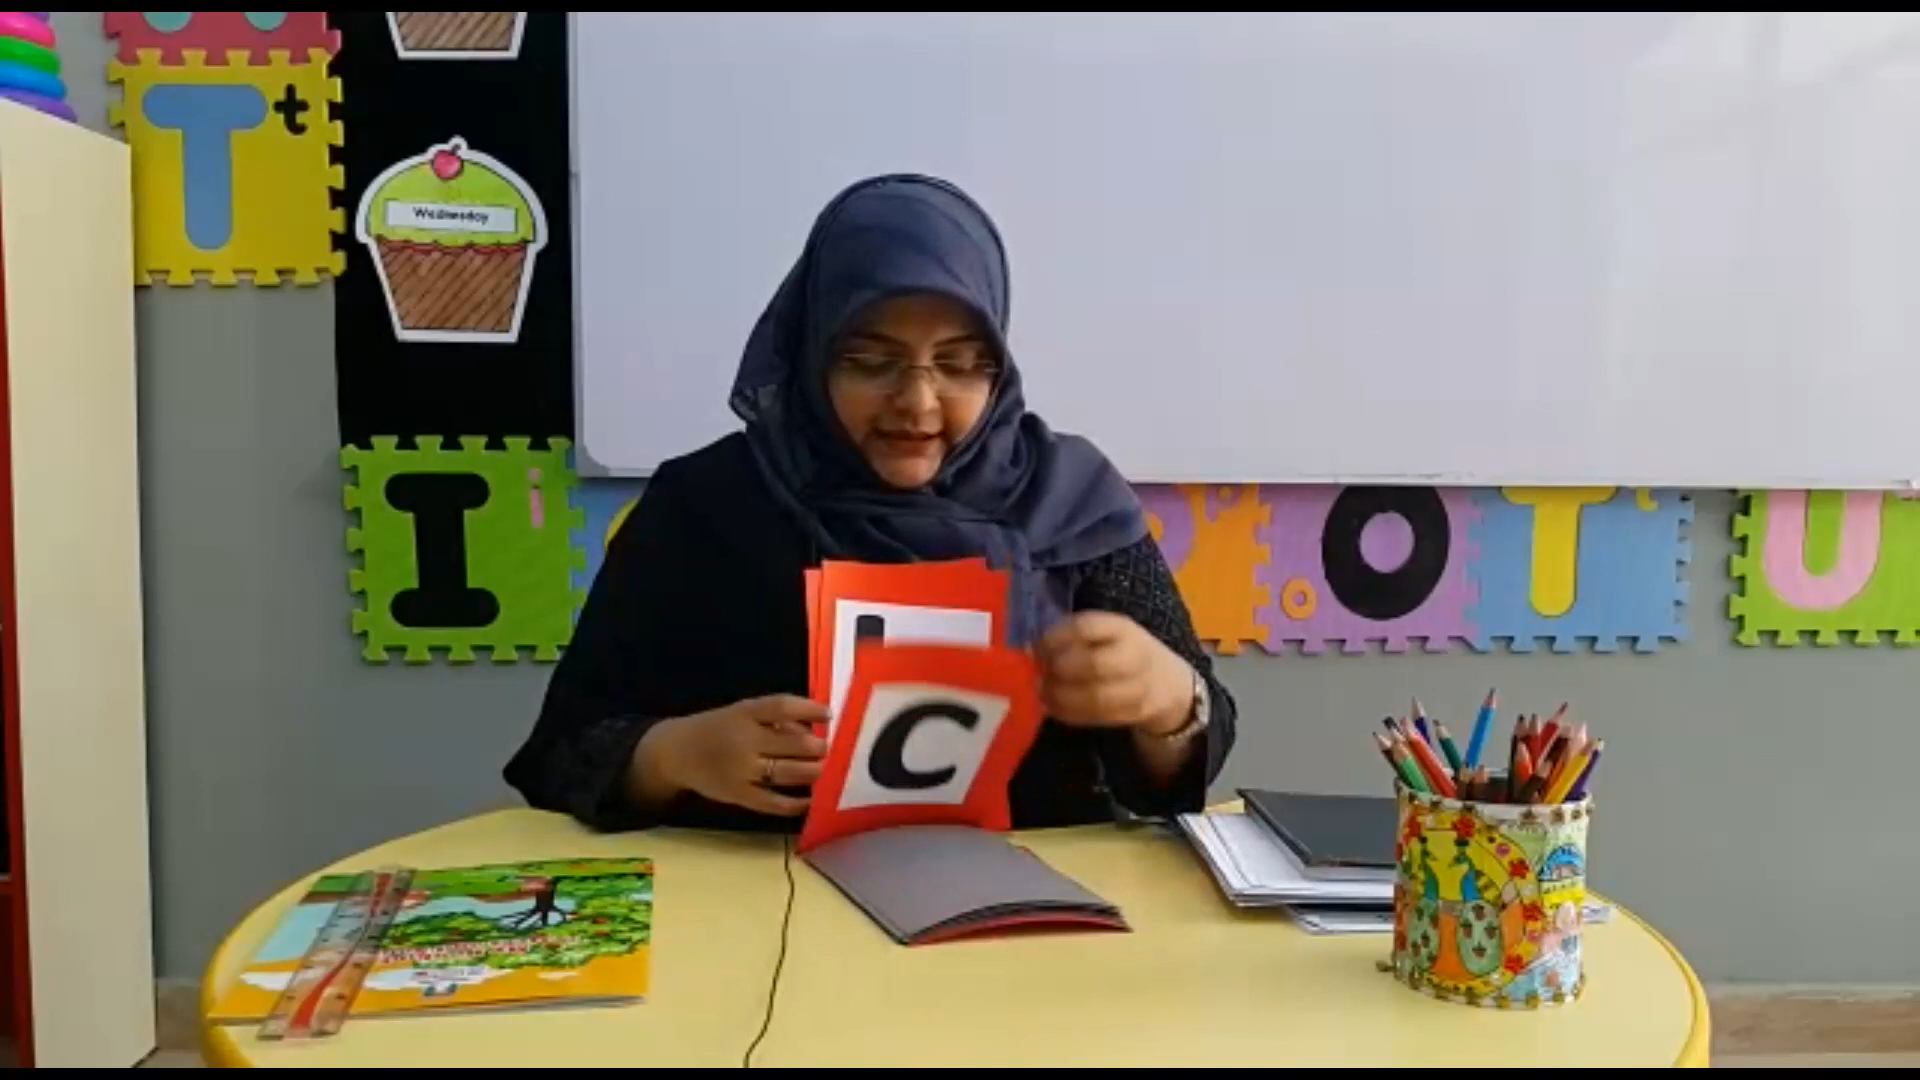 T t
Wednesday
I i
O o
T t
U
C